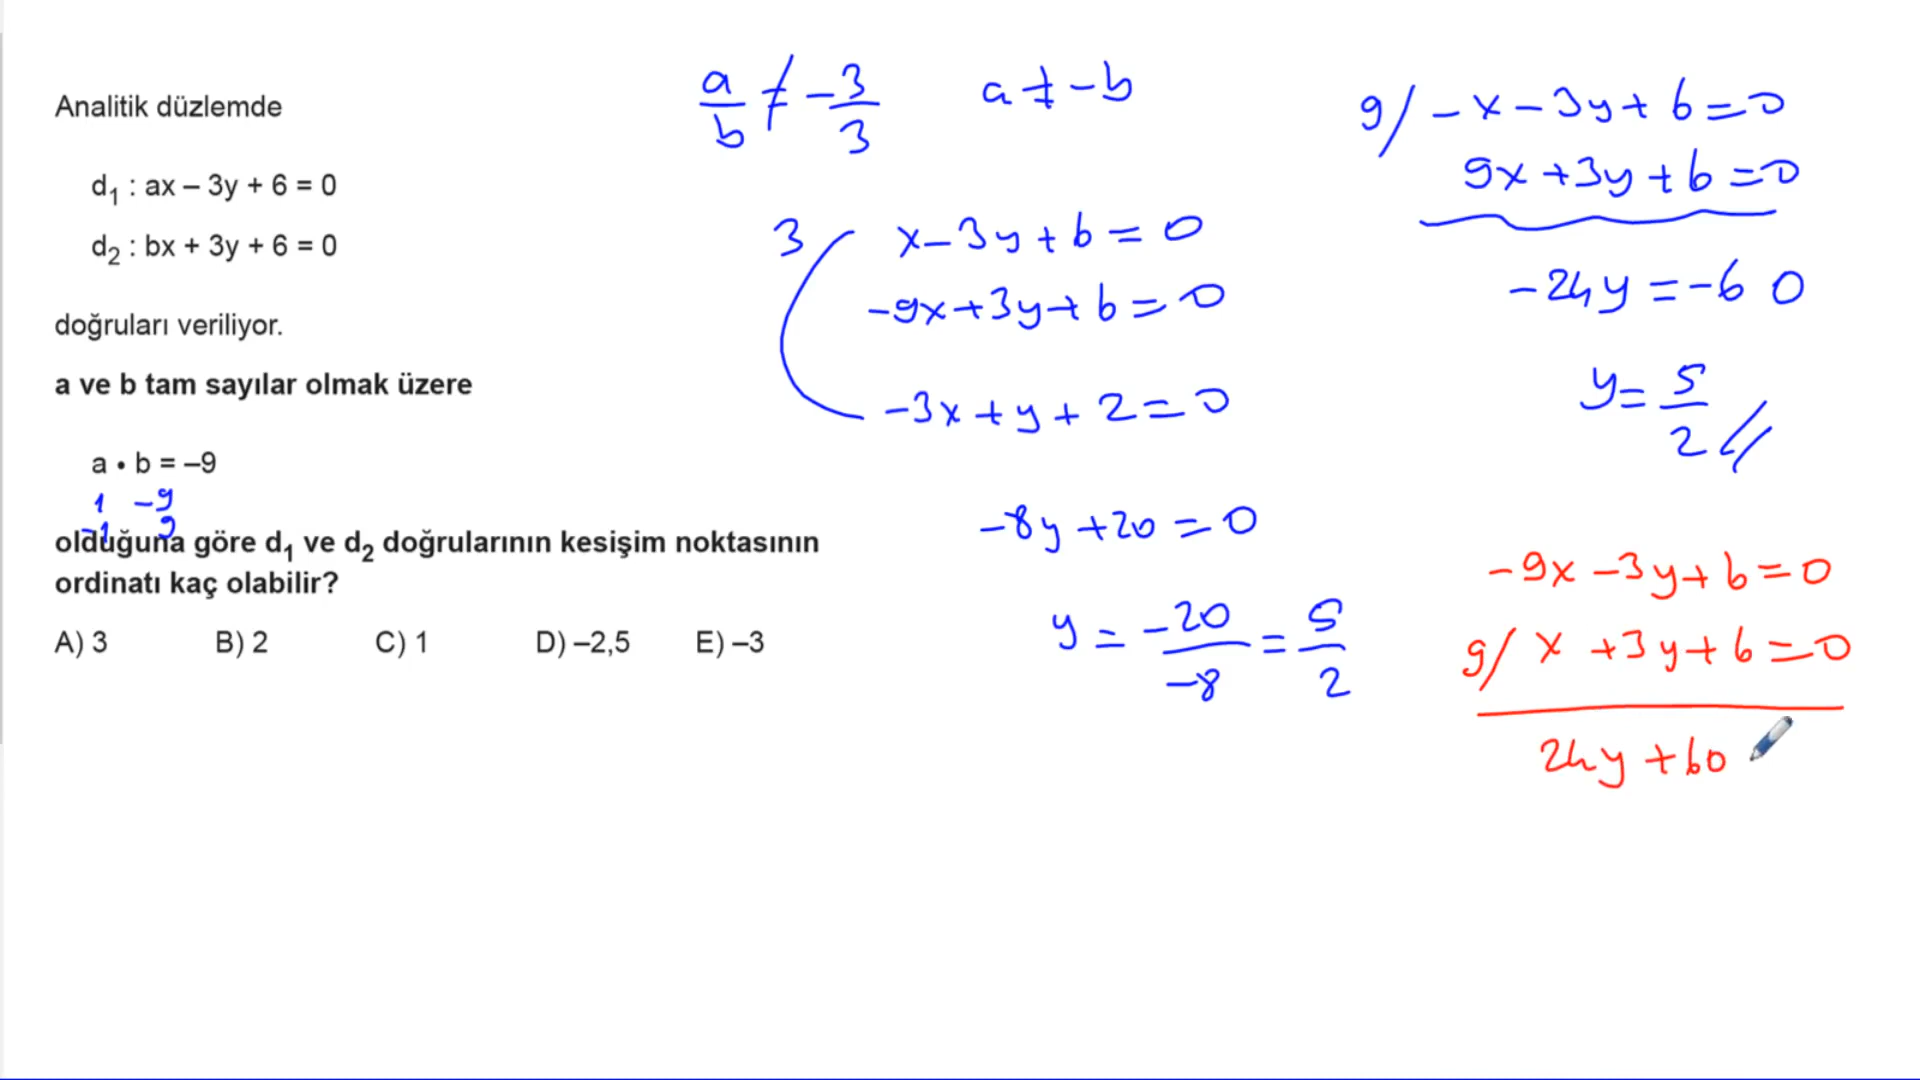 Analitik düzlemde
d₁ : ax – 3y + 6 = 0
d₂ : bx + 3y + 6 = 0
doğruları veriliyor.
a ve b tam sayılar olmak üzere
a • b = –9
1 -9
-1 9
olduğuna göre d₁ ve d₂ doğrularının kesişim noktasının
ordinatı kaç olabilir?
A) 3 B) 2 C) 1 D) –2,5 E) –3
a/b ≠ -3/3 a ≠ -b
3 x-3y+6=0
-9x+3y+6=0
-3x+y+2=0
-8y+20=0
y = -20/-8 = 5/2
9/ -x-3y+6=0
9x+3y+6=0
-24y=-60
y=5/2 //
-9x-3y+6=0
9/ x+3y+6=0
24y+60